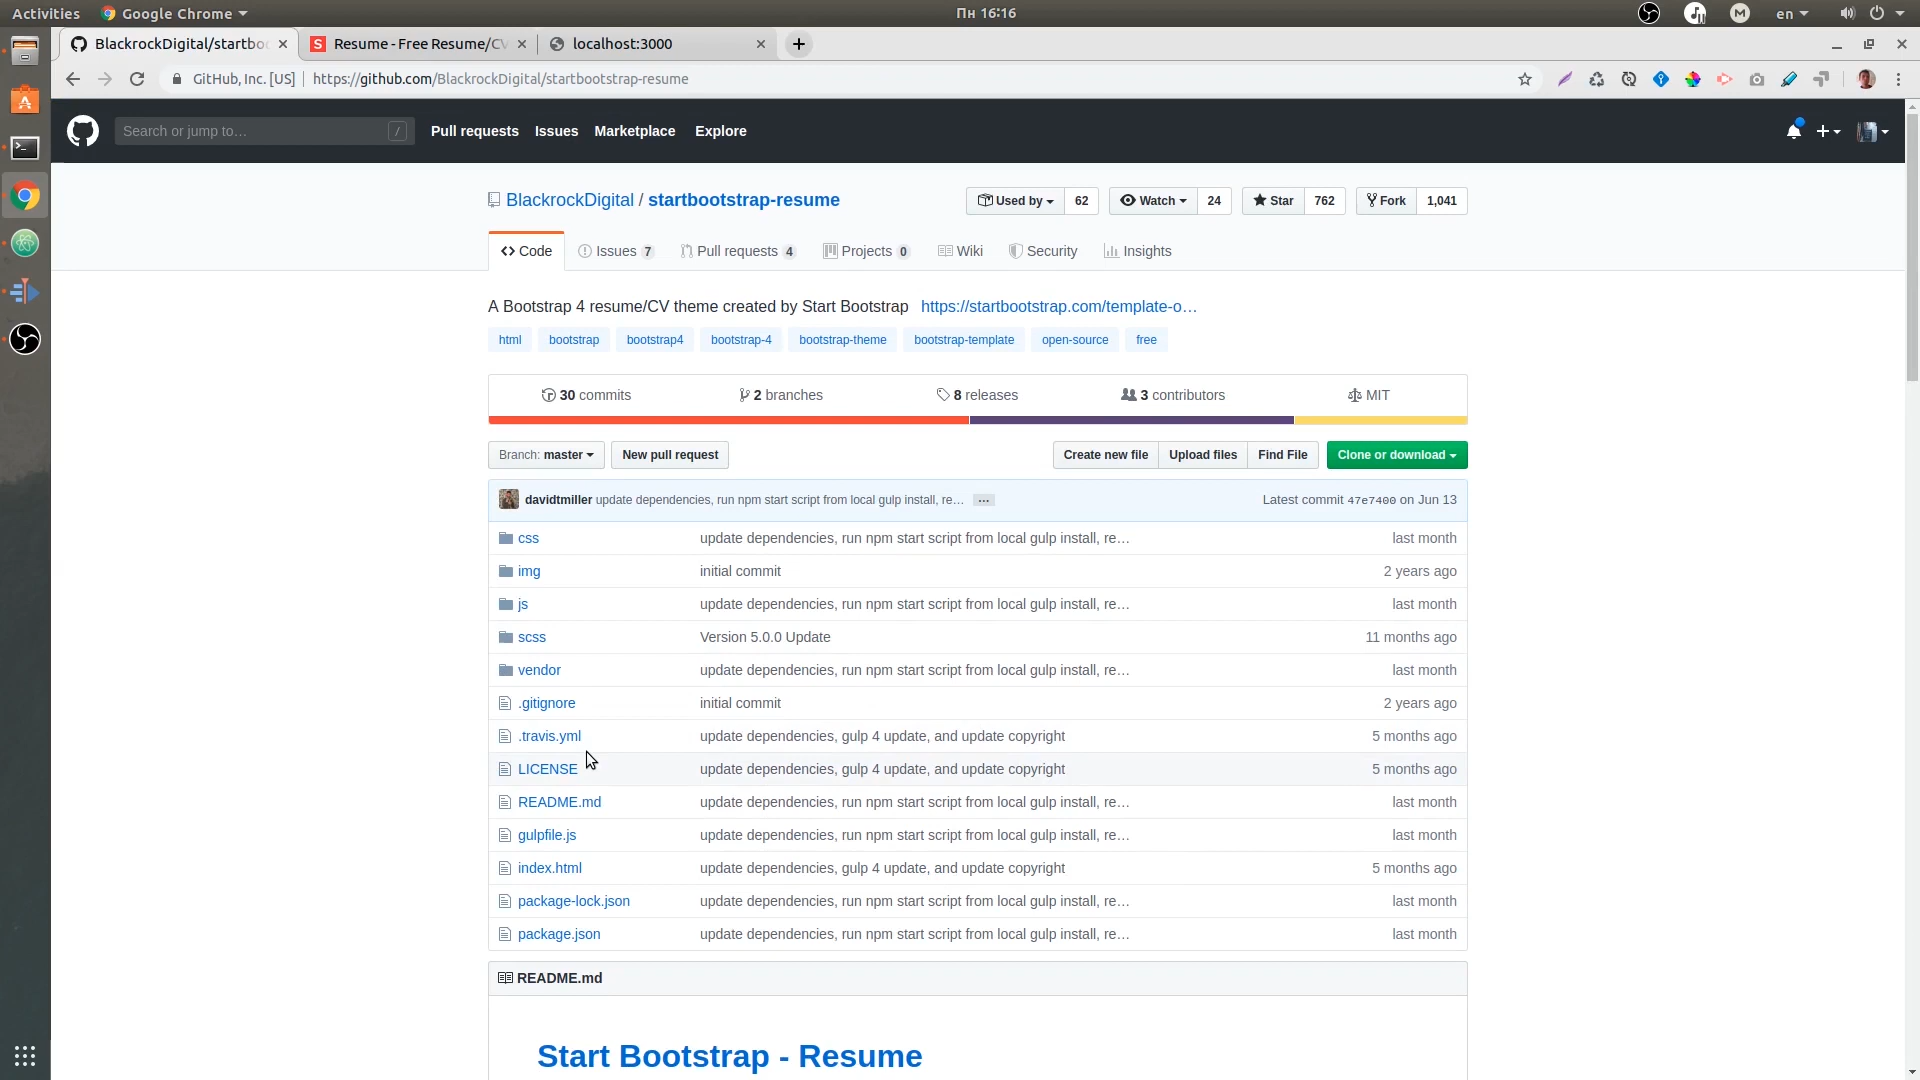 Activities Google Chrome Пн 16:16 en
BlackrockDigital/startbo Resume - Free Resume/CV localhost:3000
GitHub, Inc. [US] https://github.com/BlackrockDigital/startbootstrap-resume
Search or jump to… / Pull requests Issues Marketplace Explore
BlackrockDigital / startbootstrap-resume Used by 62 Watch 24 Star 762 Fork 1,041
Code Issues 7 Pull requests 4 Projects 0 Wiki Security Insights
A Bootstrap 4 resume/CV theme created by Start Bootstrap https://startbootstrap.com/template-o…
html bootstrap bootstrap4 bootstrap-4 bootstrap-theme bootstrap-template open-source free
30 commits 2 branches 8 releases 3 contributors MIT
Branch: master New pull request Create new file Upload files Find File Clone or download
davidtmiller update dependencies, run npm start script from local gulp install, re… … Latest commit 47e7400 on Jun 13
css update dependencies, run npm start script from local gulp install, re… last month
img initial commit 2 years ago
js update dependencies, run npm start script from local gulp install, re… last month
scss Version 5.0.0 Update 11 months ago
vendor update dependencies, run npm start script from local gulp install, re… last month
.gitignore initial commit 2 years ago
.travis.yml update dependencies, gulp 4 update, and update copyright 5 months ago
LICENSE update dependencies, gulp 4 update, and update copyright 5 months ago
README.md update dependencies, run npm start script from local gulp install, re… last month
gulpfile.js update dependencies, run npm start script from local gulp install, re… last month
index.html update dependencies, gulp 4 update, and update copyright 5 months ago
package-lock.json update dependencies, run npm start script from local gulp install, re… last month
package.json update dependencies, run npm start script from local gulp install, re… last month
README.md
Start Bootstrap - Resume